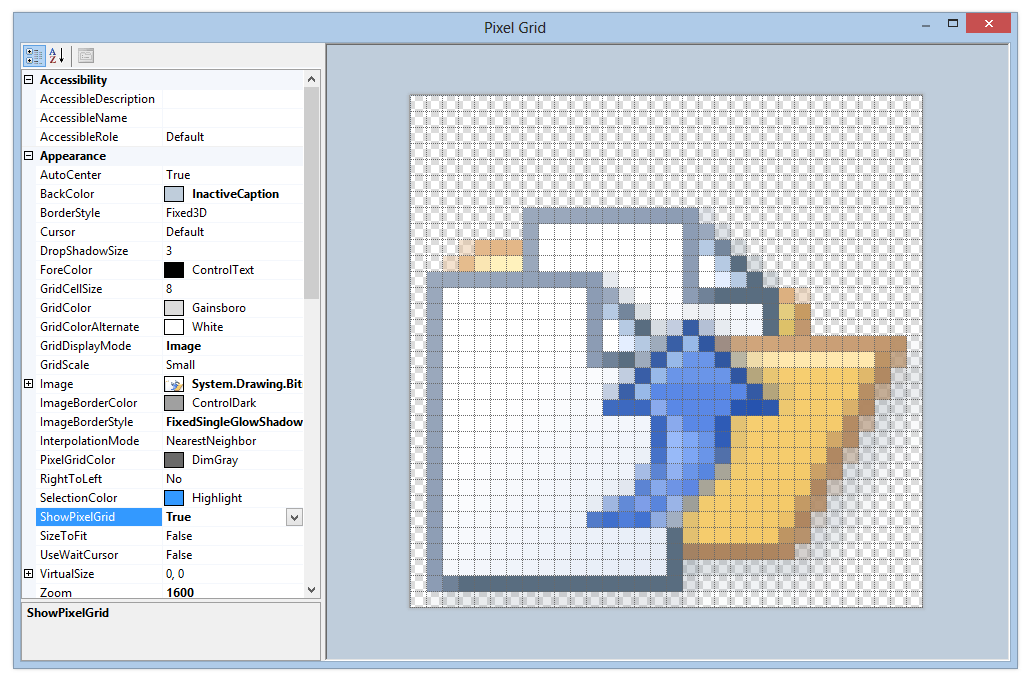 Pixel Grid
Accessibility
AccessibleDescription
AccessibleName
AccessibleRole Default
Appearance
AutoCenter True
BackColor InactiveCaption
BorderStyle Fixed3D
Cursor Default
DropShadowSize 3
ForeColor ControlText
GridCellSize 8
GridColor Gainsboro
GridColorAlternate White
GridDisplayMode Image
GridScale Small
Image System.Drawing.Bit
ImageBorderColor ControlDark
ImageBorderStyle FixedSingleGlowShadow
InterpolationMode NearestNeighbor
PixelGridColor DimGray
RightToLeft No
SelectionColor Highlight
ShowPixelGrid True
SizeToFit False
UseWaitCursor False
VirtualSize 0, 0
Zoom 1600
ShowPixelGrid